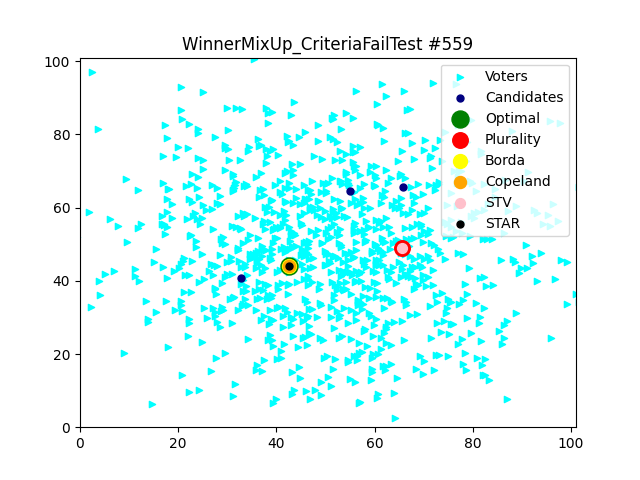 WinnerMixUp_CriteriaFailTest #559
100
80
60
40
20
0
0 20 40 60 80 100
Voters
Candidates
Optimal
Plurality
Borda
Copeland
STV
STAR